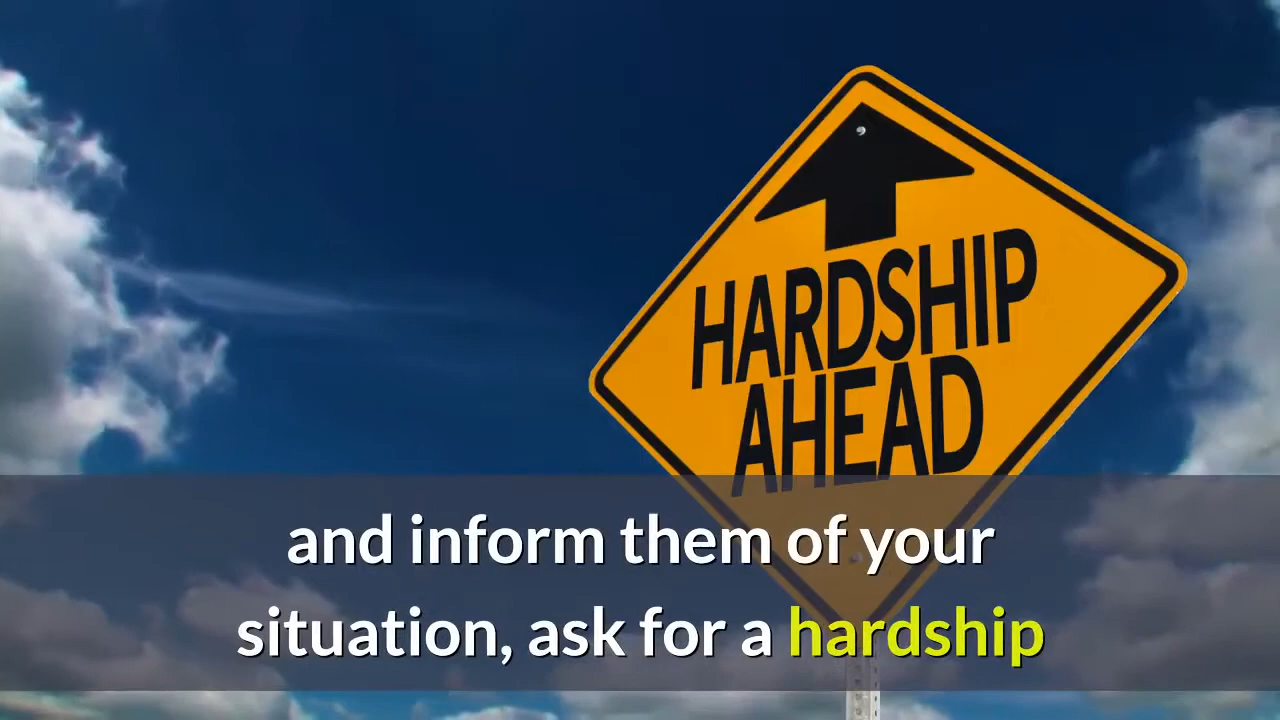 HARDSHIP
AHEAD
and inform them of your
situation, ask for a hardship